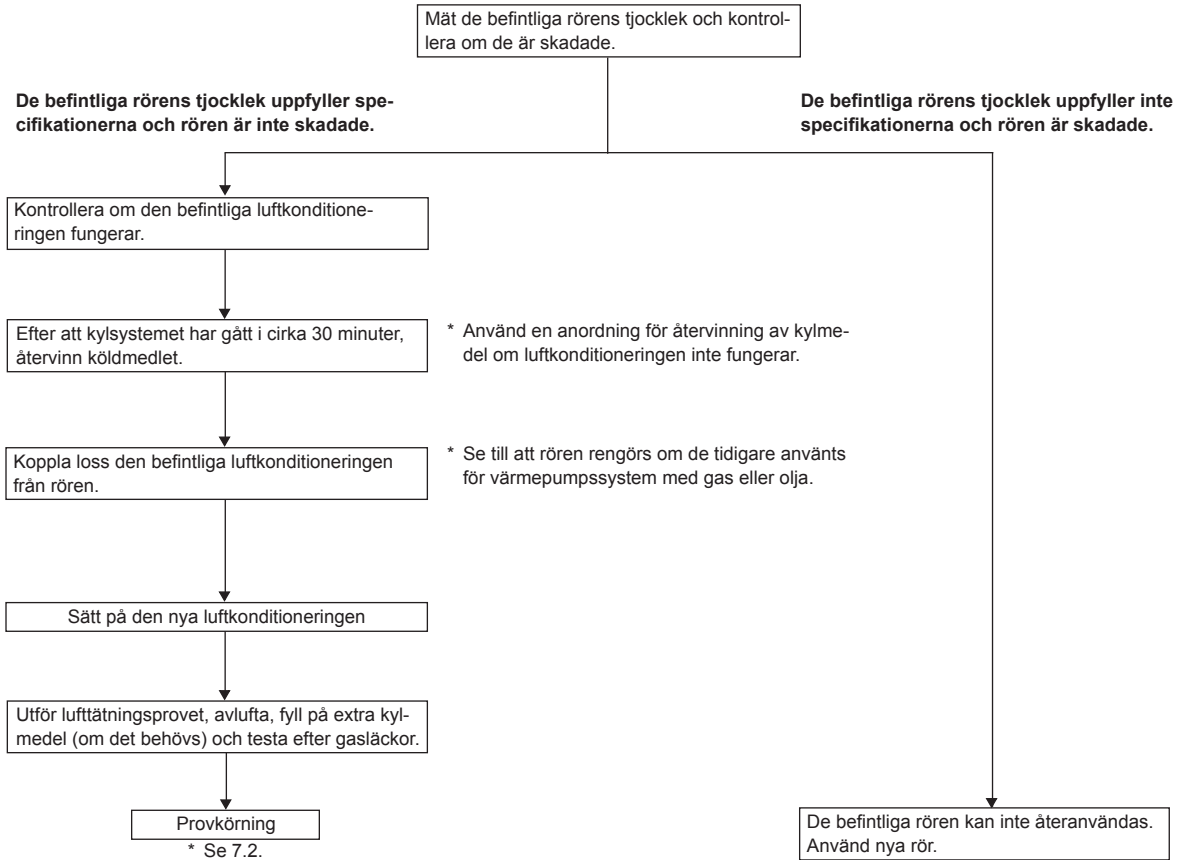 Mät de befintliga rörens tjocklek och kontrol-
lera om de är skadade.
De befintliga rörens tjocklek uppfyller spe-
cifikationerna och rören är inte skadade.
De befintliga rörens tjocklek uppfyller inte
specifikationerna och rören är skadade.
Kontrollera om den befintliga luftkonditione-
ringen fungerar.
Efter att kylsystemet har gått i cirka 30 minuter,
återvinn köldmedlet.
* Använd en anordning för återvinning av kylme-
del om luftkonditioneringen inte fungerar.
Koppla loss den befintliga luftkonditioneringen
från rören.
* Se till att rören rengörs om de tidigare använts
för värmepumpssystem med gas eller olja.
Sätt på den nya luftkonditioneringen
Utför lufttätningsprovet, avlufta, fyll på extra kyl-
medel (om det behövs) och testa efter gasläckor.
Provkörning
* Se 7.2.
De befintliga rören kan inte återanvändas.
Använd nya rör.